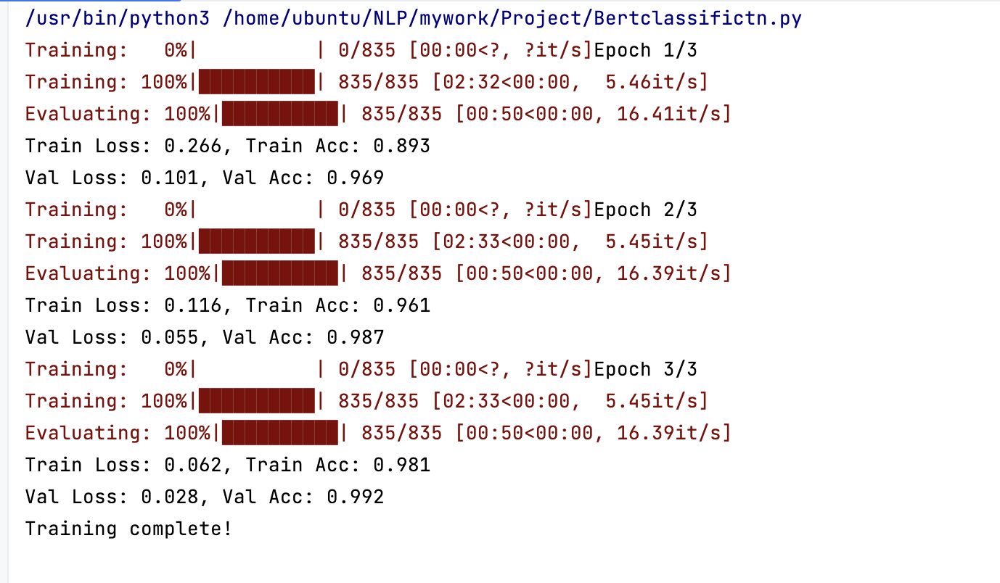 /usr/bin/python3 /home/ubuntu/NLP/mywork/Project/Bertclassifictn.py
Training:   0%|          | 0/835 [00:00<?, ?it/s]Epoch 1/3
Training: 100%|██████████| 835/835 [02:32<00:00,  5.46it/s]
Evaluating: 100%|██████████| 835/835 [00:50<00:00, 16.41it/s]
Train Loss: 0.266, Train Acc: 0.893
Val Loss: 0.101, Val Acc: 0.969
Training:   0%|          | 0/835 [00:00<?, ?it/s]Epoch 2/3
Training: 100%|██████████| 835/835 [02:33<00:00,  5.45it/s]
Evaluating: 100%|██████████| 835/835 [00:50<00:00, 16.39it/s]
Train Loss: 0.116, Train Acc: 0.961
Val Loss: 0.055, Val Acc: 0.987
Training:   0%|          | 0/835 [00:00<?, ?it/s]Epoch 3/3
Training: 100%|██████████| 835/835 [02:33<00:00,  5.45it/s]
Evaluating: 100%|██████████| 835/835 [00:50<00:00, 16.39it/s]
Train Loss: 0.062, Train Acc: 0.981
Val Loss: 0.028, Val Acc: 0.992
Training complete!